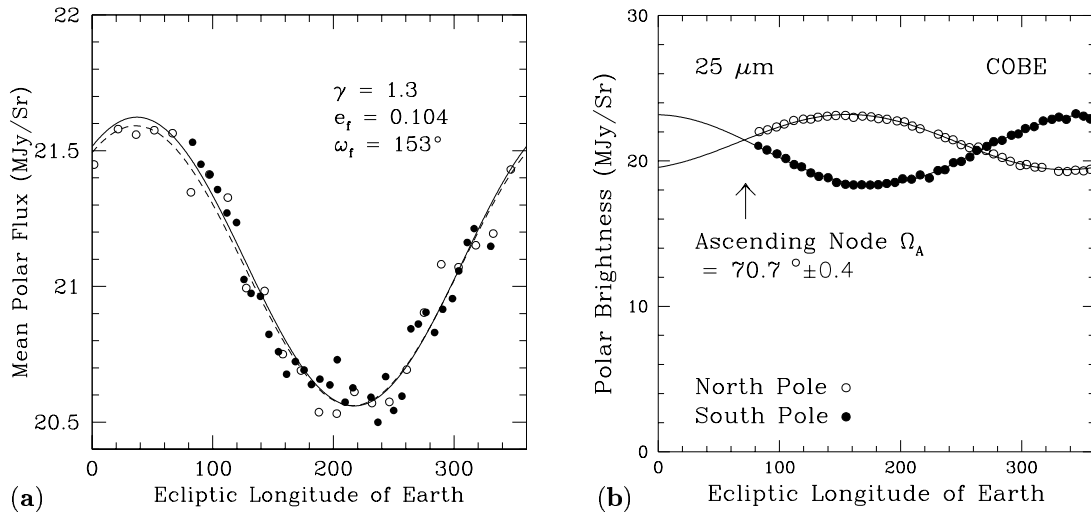 22
21.5
21
20.5
0
100
200
300
Mean Polar Flux (MJy/Sr)
Ecliptic Longitude of Earth
γ = 1.3
e_f = 0.104
ω_f = 153°
(a)
30
20
10
0
0
100
200
300
Polar Brightness (MJy/Sr)
Ecliptic Longitude of Earth
25 μm
COBE
Ascending Node Ω_A
= 70.7 °±0.4
North Pole ○
South Pole ●
(b)